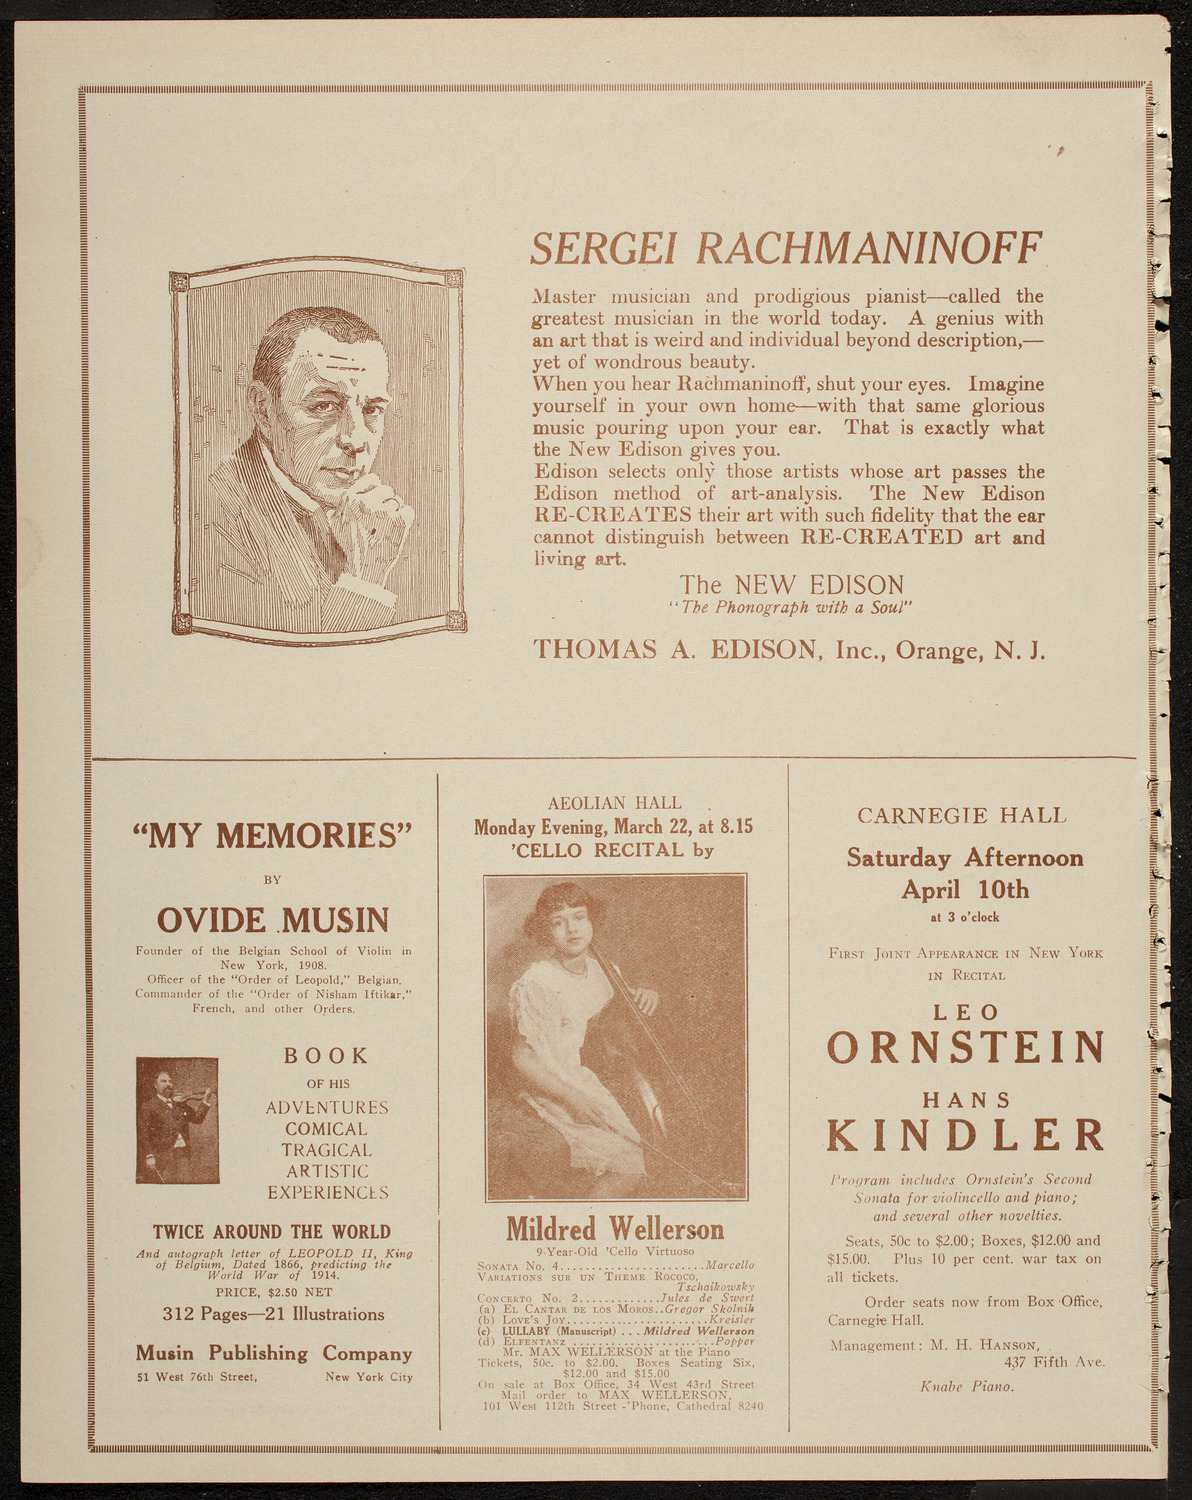 SERGEI RACHMANINOFF
Master musician and prodigious pianist—called the
greatest musician in the world today. A genius with
an art that is weird and individual beyond description,—
yet of wondrous beauty.
When you hear Rachmaninoff, shut your eyes. Imagine
yourself in your own home—with that same glorious
music pouring upon your ear. That is exactly what
the New Edison gives you.
Edison selects only those artists whose art passes the
Edison method of art-analysis. The New Edison
RE-CREATES their art with such fidelity that the ear
cannot distinguish between RE-CREATED art and
living art.
The NEW EDISON
"The Phonograph with a Soul"
THOMAS A. EDISON, Inc., Orange, N. J.
"MY MEMORIES"
BY
OVIDE MUSIN
Founder of the Belgian School of Violin in
New York, 1908.
Officer of the "Order of Leopold," Belgian,
Commander of the "Order of Nisham Iftikar,"
French, and other Orders.
BOOK
OF HIS
ADVENTURES
COMICAL
TRAGICAL
ARTISTIC
EXPERIENCES
TWICE AROUND THE WORLD
And autograph letter of LEOPOLD II, King
of Belgium, Dated 1866, predicting the
World War of 1914.
PRICE, $2.50 NET
312 Pages—21 Illustrations
Musin Publishing Company
51 West 76th Street, New York City
AEOLIAN HALL
Monday Evening, March 22, at 8.15
'CELLO RECITAL by
Mildred Wellerson
9-Year-Old 'Cello Virtuoso
SONATA NO. 4......................Marcello
VARIATIONS SUR UN THEME ROCOCO,
Tschaikowsky
CONCERTO NO. 2.............Jules de Swert
(a) EL CANTAR DE LOS MOROS..Gregor Skolnik
(b) LOVE'S JOY......................Kreisler
(c) LULLABY (Manuscript) ...Mildred Wellerson
(d) ELFENTANZ ......................Popper
Mr. MAX WELLERSON at the Piano
Tickets, 50c. to $2.00. Boxes Seating Six,
$12.00 and $15.00
On sale at Box Office, 34 West 43rd Street
Mail order to MAX WELLERSON,
101 West 112th Street -'Phone, Cathedral 8240
CARNEGIE HALL
Saturday Afternoon
April 10th
at 3 o'clock
FIRST JOINT APPEARANCE IN NEW YORK
IN RECITAL
LEO
ORNSTEIN
HANS
KINDLER
Program includes Ornstein's Second
Sonata for violincello and piano;
and several other novelties.
Seats, 50c to $2.00; Boxes, $12.00 and
$15.00. Plus 10 per cent. war tax on
all tickets.
Order seats now from Box Office,
Carnegie Hall.
Management: M. H. HANSON,
437 Fifth Ave.
Knabe Piano.